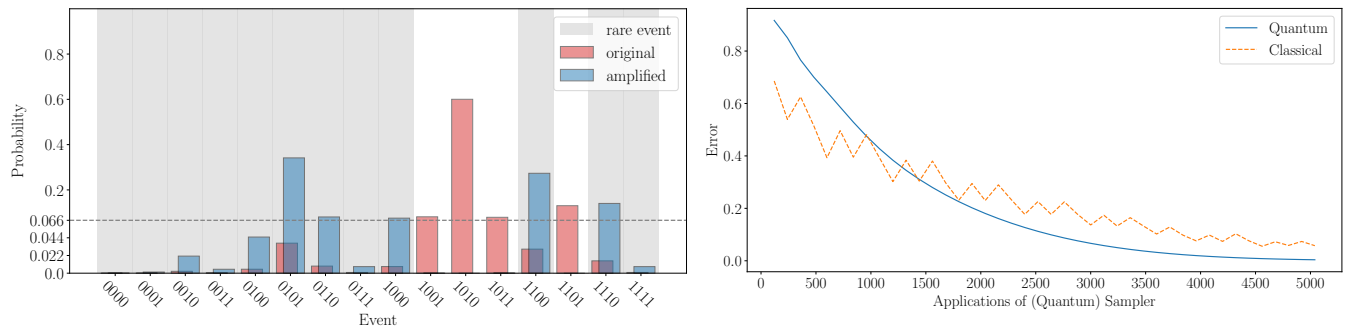 Probability
0.8
0.6
0.4
0.2
0.066
0.044
0.022
0.0
rare event
original
amplified
0000
0001
0010
0011
0100
0101
0110
0111
1000
1001
1010
1011
1100
1101
1110
1111
Event
Error
0.8
0.6
0.4
0.2
0.0
Quantum
Classical
0 500 1000 1500 2000 2500 3000 3500 4000 4500 5000
Applications of (Quantum) Sampler